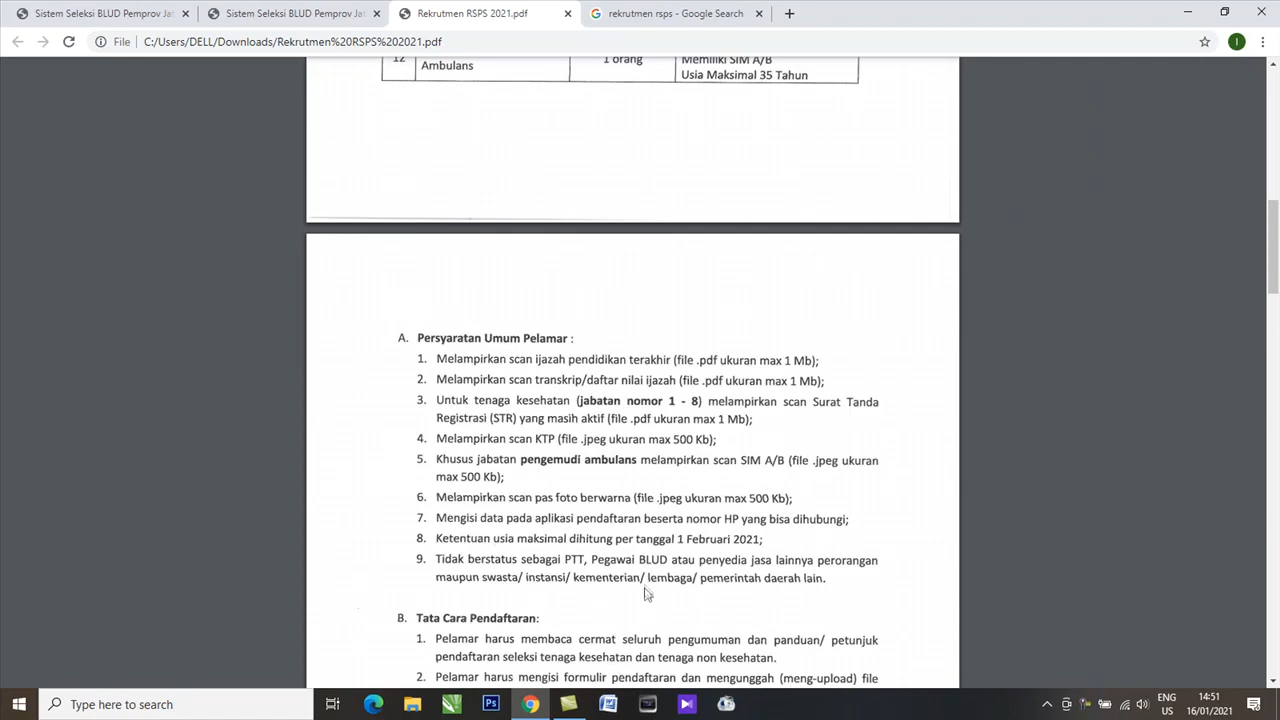 Sistem Seleksi BLUD Pemprov Jat
Sistem Seleksi BLUD Pemprov Jat
Rekrutmen RSPS 2021.pdf
rekrutmen rsps - Google Search
File
C:/Users/DELL/Downloads/Rekrutmen%20RSPS%202021.pdf
I
12
Ambulans
1 orang
Memiliki SIM A/B
Usia Maksimal 35 Tahun
A. Persyaratan Umum Pelamar :
1. Melampirkan scan ijazah pendidikan terakhir (file .pdf ukuran max 1 Mb);
2. Melampirkan scan transkrip/daftar nilai ijazah (file .pdf ukuran max 1 Mb);
3. Untuk tenaga kesehatan (jabatan nomor 1 - 8) melampirkan scan Surat Tanda
Registrasi (STR) yang masih aktif (file .pdf ukuran max 1 Mb);
4. Melampirkan scan KTP (file .jpeg ukuran max 500 Kb);
5. Khusus jabatan pengemudi ambulans melampirkan scan SIM A/B (file .jpeg ukuran
max 500 Kb);
6. Melampirkan scan pas foto berwarna (file .jpeg ukuran max 500 Kb);
7. Mengisi data pada aplikasi pendaftaran beserta nomor HP yang bisa dihubungi;
8. Ketentuan usia maksimal dihitung per tanggal 1 Februari 2021;
9. Tidak berstatus sebagai PTT, Pegawai BLUD atau penyedia jasa lainnya perorangan
maupun swasta/ instansi/ kementerian/ lembaga/ pemerintah daerah lain.
B. Tata Cara Pendaftaran:
1. Pelamar harus membaca cermat seluruh pengumuman dan panduan/ petunjuk
pendaftaran seleksi tenaga kesehatan dan tenaga non kesehatan.
2. Pelamar harus mengisi formulir pendaftaran dan mengunggah (meng-upload) file
Type here to search
Ps
ENG
US
14:51
16/01/2021